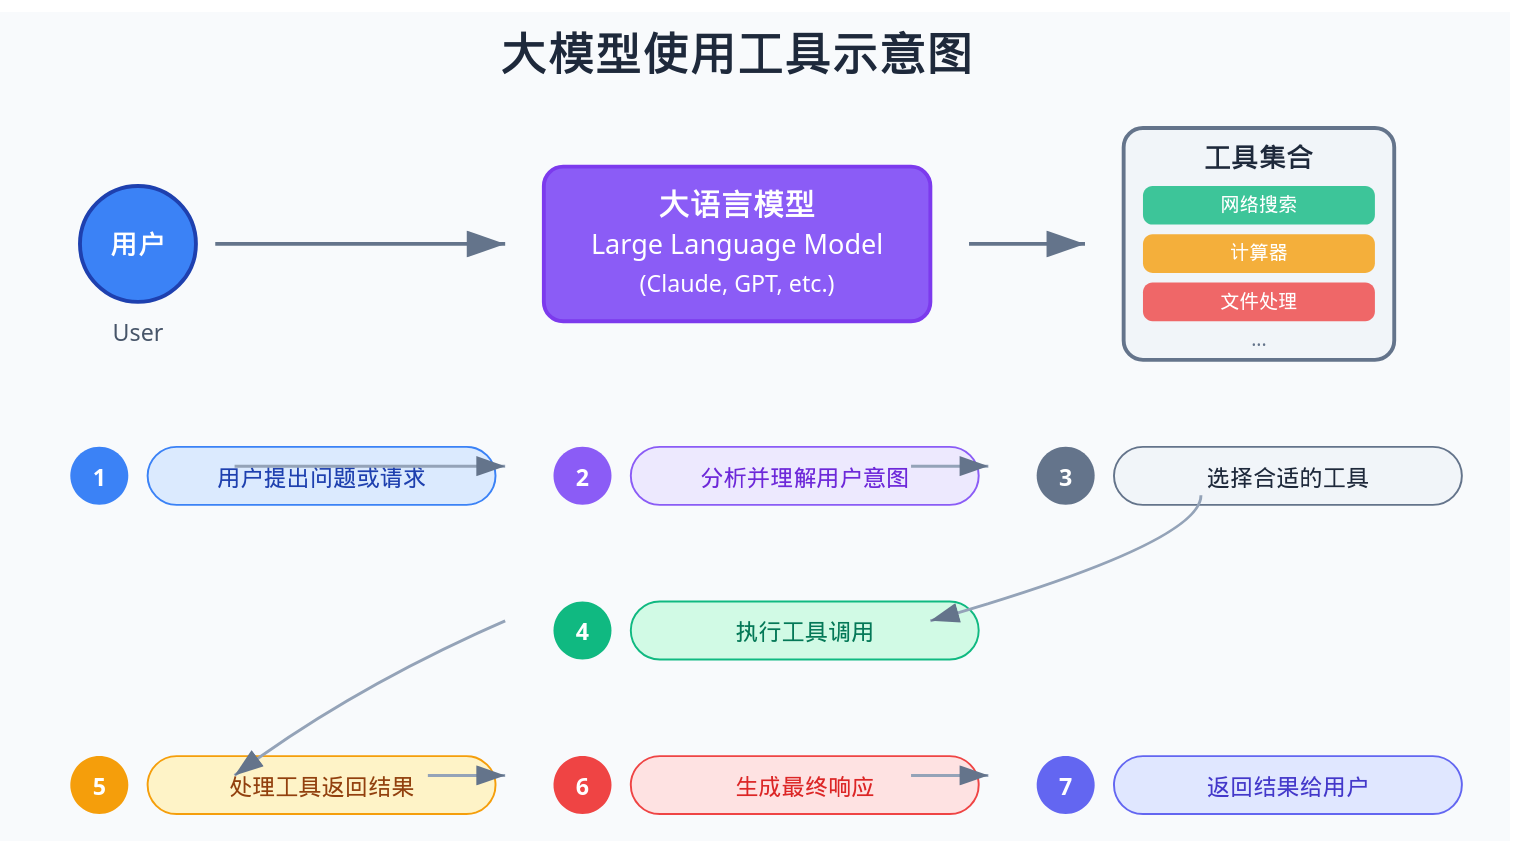 大模型使用工具示意图
用户
User
大语言模型
Large Language Model
(Claude, GPT, etc.)
工具集合
网络搜索
计算器
文件处理
...
1 用户提出问题或请求
2 分析并理解用户意图
3 选择合适的工具
4 执行工具调用
5 处理工具返回结果
6 生成最终响应
7 返回结果给用户